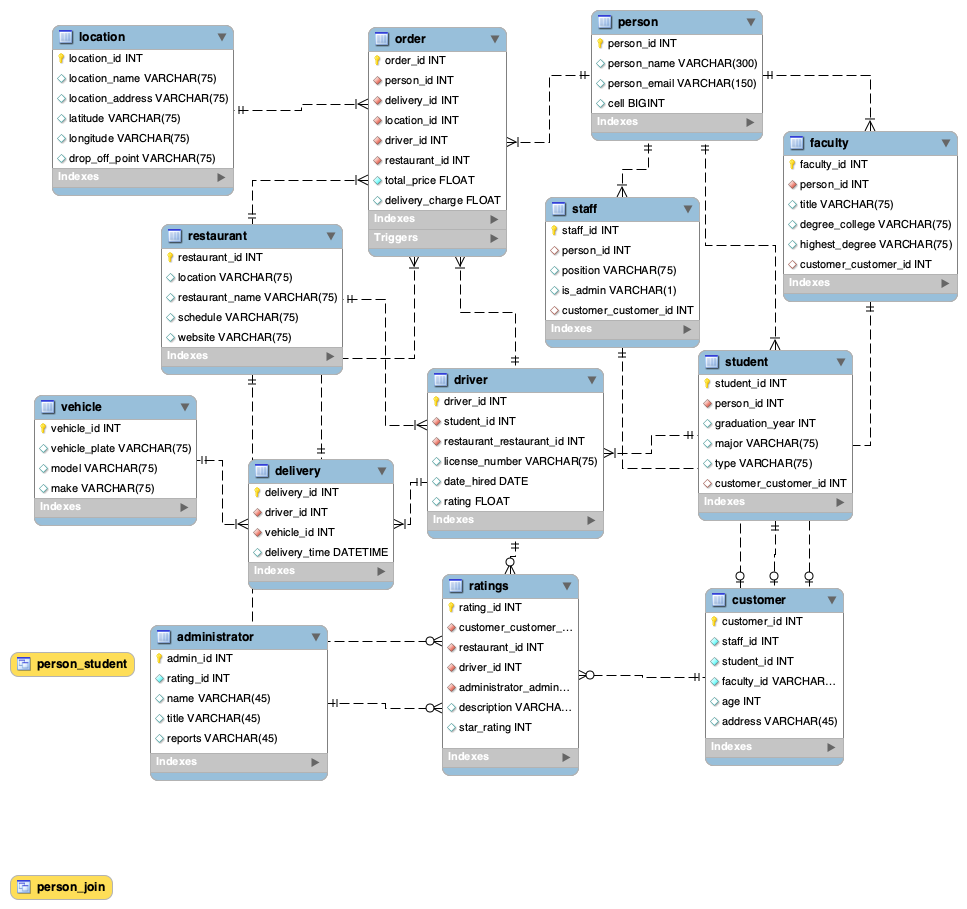 location
location_id INT
location_name VARCHAR(75)
location_address VARCHAR(75)
latitude VARCHAR(75)
longitude VARCHAR(75)
drop_off_point VARCHAR(75)
Indexes
order
order_id INT
person_id INT
delivery_id INT
location_id INT
driver_id INT
restaurant_id INT
total_price FLOAT
delivery_charge FLOAT
Indexes
Triggers
person
person_id INT
person_name VARCHAR(300)
person_email VARCHAR(150)
cell BIGINT
Indexes
faculty
faculty_id INT
person_id INT
title VARCHAR(75)
degree_college VARCHAR(75)
highest_degree VARCHAR(75)
customer_customer_id INT
Indexes
staff
staff_id INT
person_id INT
position VARCHAR(75)
is_admin VARCHAR(1)
customer_customer_id INT
Indexes
restaurant
restaurant_id INT
location VARCHAR(75)
restaurant_name VARCHAR(75)
schedule VARCHAR(75)
website VARCHAR(75)
Indexes
student
student_id INT
person_id INT
graduation_year INT
major VARCHAR(75)
type VARCHAR(75)
customer_customer_id INT
Indexes
driver
driver_id INT
student_id INT
restaurant_restaurant_id INT
license_number VARCHAR(75)
date_hired DATE
rating FLOAT
Indexes
vehicle
vehicle_id INT
vehicle_plate VARCHAR(75)
model VARCHAR(75)
make VARCHAR(75)
Indexes
delivery
delivery_id INT
driver_id INT
vehicle_id INT
delivery_time DATETIME
Indexes
ratings
rating_id INT
customer_customer_...
restaurant_id INT
driver_id INT
administrator_admin...
description VARCHA...
star_rating INT
Indexes
customer
customer_id INT
staff_id INT
student_id INT
faculty_id VARCHAR...
age INT
address VARCHAR(45)
Indexes
administrator
admin_id INT
rating_id INT
name VARCHAR(45)
title VARCHAR(45)
reports VARCHAR(45)
Indexes
person_student
person_join